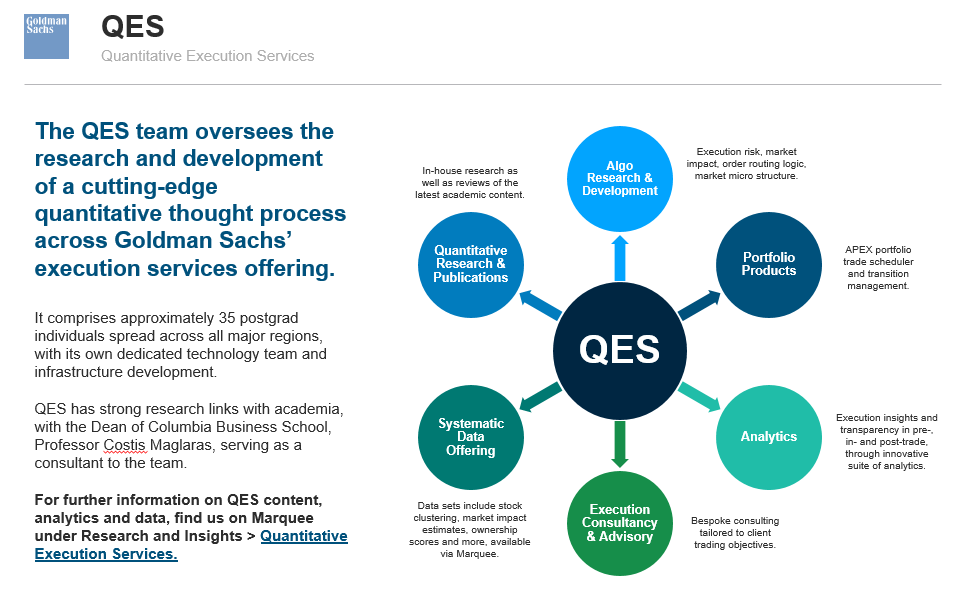 Goldman
Sachs
QES
Quantitative Execution Services
The QES team oversees the
research and development
of a cutting-edge
quantitative thought process
across Goldman Sachs’
execution services offering.
It comprises approximately 35 postgrad
individuals spread across all major regions,
with its own dedicated technology team and
infrastructure development.
QES has strong research links with academia,
with the Dean of Columbia Business School,
Professor Costis Maglaras, serving as a
consultant to the team.
For further information on QES content,
analytics and data, find us on Marquee
under Research and Insights > Quantitative
Execution Services.
Algo
Research &
Development
Execution risk, market
impact, order routing logic,
market micro structure.
In-house research as
well as reviews of the
latest academic content.
Quantitative
Research &
Publications
Portfolio
Products
APEX portfolio
trade scheduler
and transition
management.
QES
Systematic
Data
Offering
Data sets include stock
clustering, market impact
estimates, ownership
scores and more, available
via Marquee.
Analytics
Execution insights and
transparency in pre-,
in- and post-trade,
through innovative
suite of analytics.
Execution
Consultancy
& Advisory
Bespoke consulting
tailored to client
trading objectives.